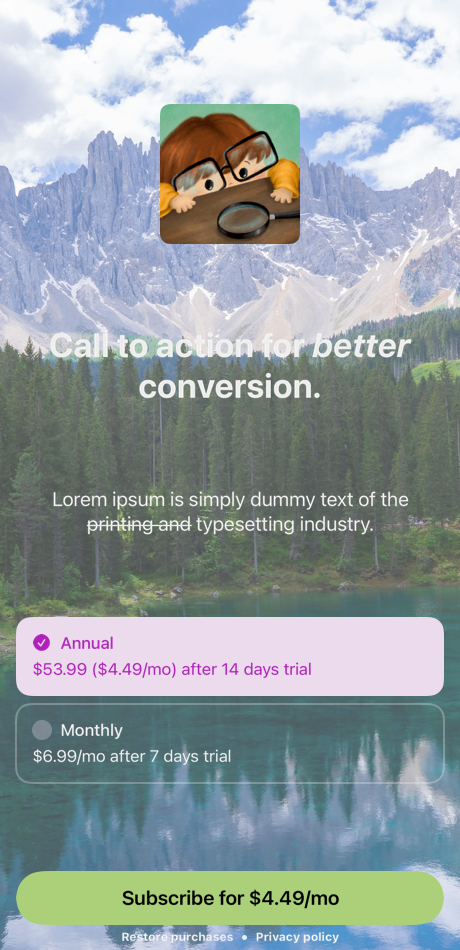 Call to action for better
conversion.
Lorem ipsum is simply dummy text of the
printing and typesetting industry.
Annual
$53.99 ($4.49/mo) after 14 days trial
Monthly
$6.99/mo after 7 days trial
Subscribe for $4.49/mo
Restore purchases • Privacy policy